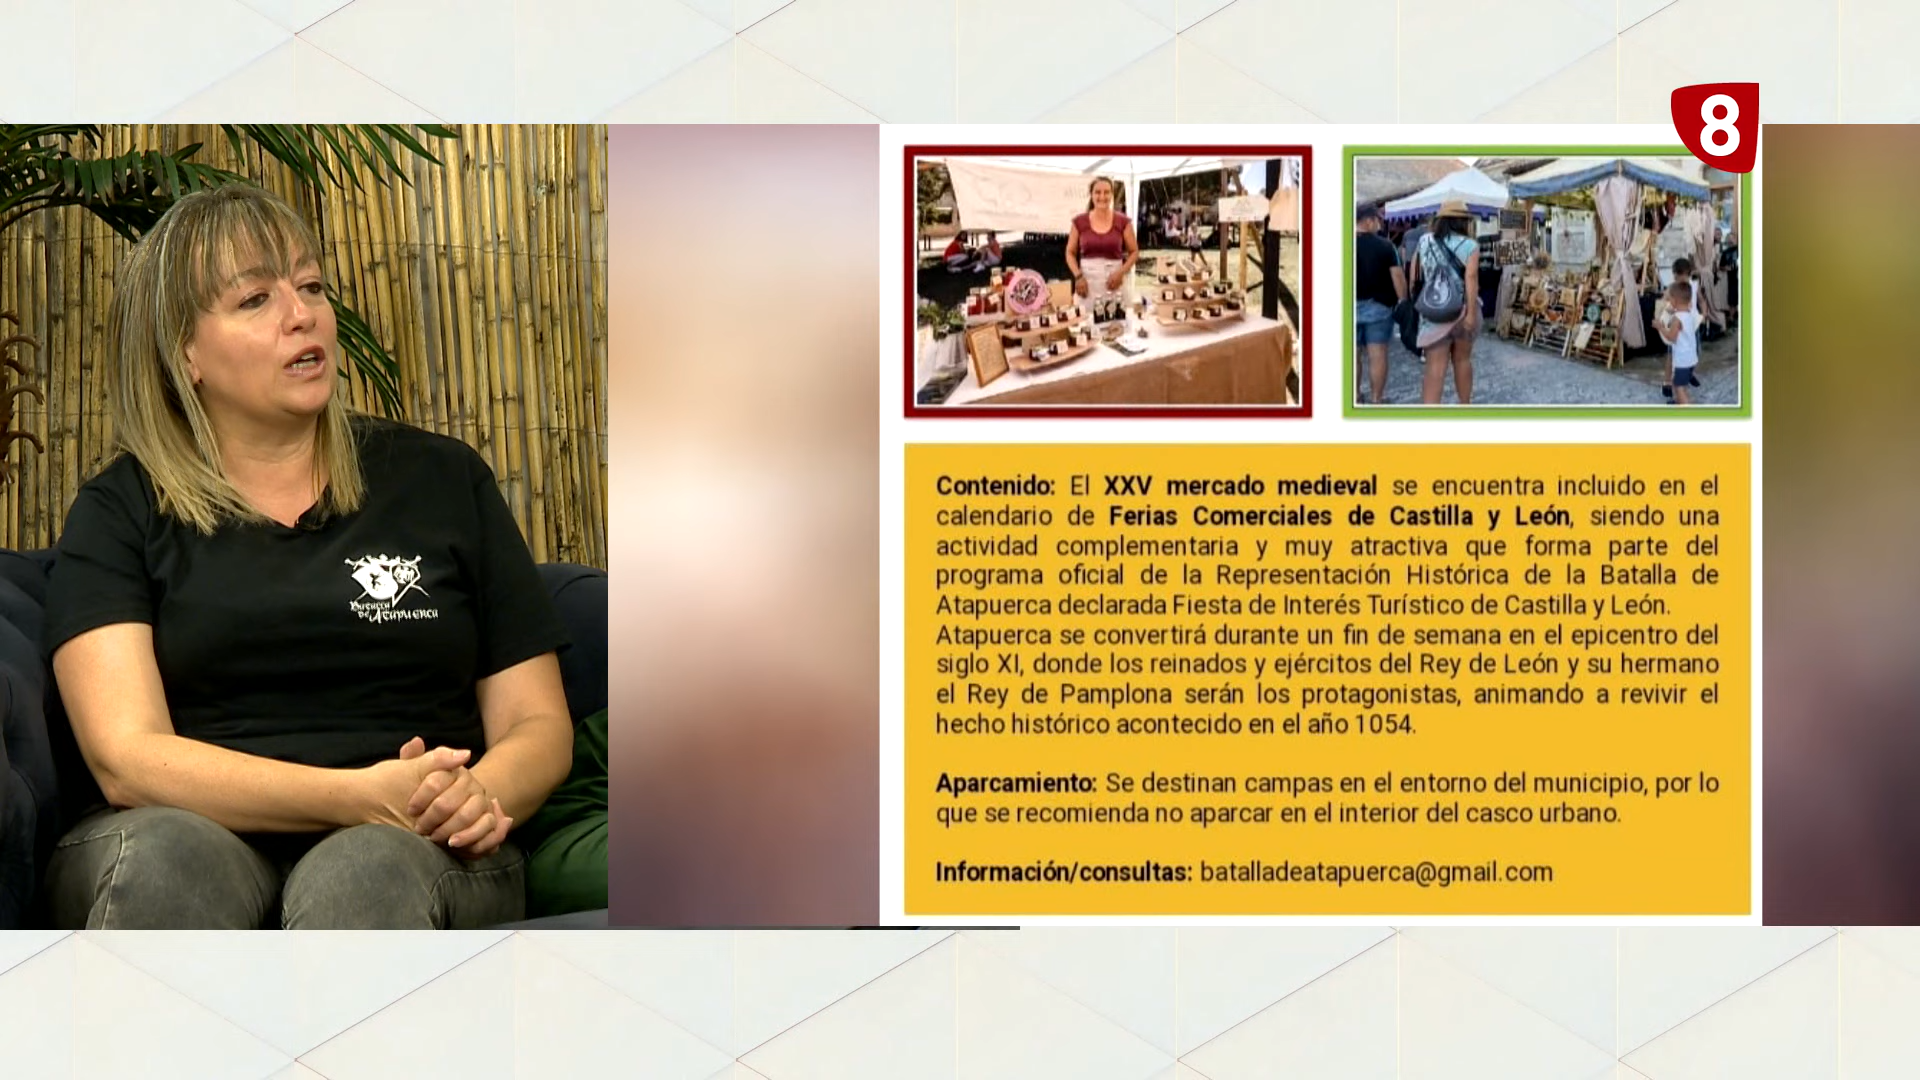 8
Contenido: El XXV mercado medieval se encuentra incluido en el
calendario de Ferias Comerciales de Castilla y León, siendo una
actividad complementaria y muy atractiva que forma parte del
programa oficial de la Representación Histórica de la Batalla de
Atapuerca declarada Fiesta de Interés Turístico de Castilla y León.
Atapuerca se convertirá durante un fin de semana en el epicentro del
siglo XI, donde los reinados y ejércitos del Rey de León y su hermano
el Rey de Pamplona serán los protagonistas, animando a revivir el
hecho histórico acontecido en el año 1054.
Aparcamiento: Se destinan campas en el entorno del municipio, por lo
que se recomienda no aparcar en el interior del casco urbano.
Información/consultas: batalladeatapuerca@gmail.com
Batalla
de Atapuerca